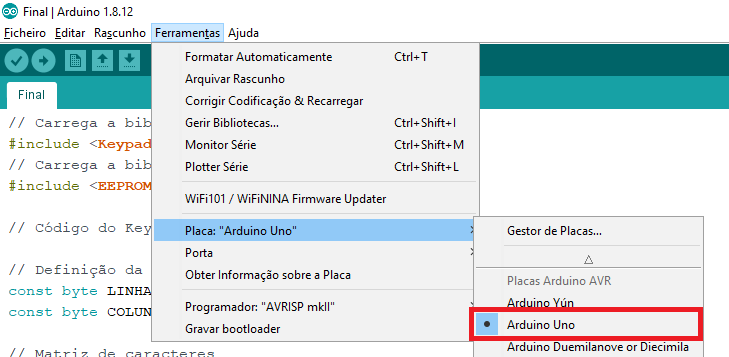 Final | Arduino 1.8.12
Ficheiro Editar Rascunho Ferramentas Ajuda
Final
Formatar Automaticamente Ctrl+T
Arquivar Rascunho
Corrigir Codificação & Recarregar
Gerir Bibliotecas... Ctrl+Shift+I
Monitor Série Ctrl+Shift+M
Plotter Série Ctrl+Shift+L
WiFi101 / WiFiNINA Firmware Updater
Placa: "Arduino Uno"
Porta
Obter Informação sobre a Placa
Programador: "AVRISP mkII"
Gravar bootloader
Gestor de Placas...
Placas Arduino AVR
Arduino Yún
Arduino Uno
Arduino Duemilanove or Diecimila
// Carrega a bib
#include <Keypad
// Carrega a bib
#include <EEPROM
// Código do Key
// Definição da
const byte LINHA
const byte COLUN
// Matriz de caracteres